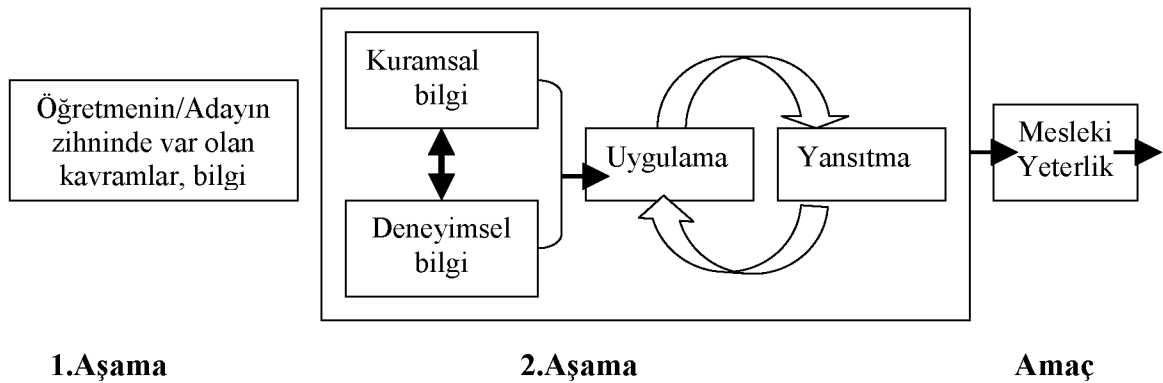 Öğretmenin/Adayın
zihninde var olan
kavramlar, bilgi
Kuramsal
bilgi
Deneyimsel
bilgi
Uygulama
Yansıtma
Mesleki
Yeterlik
1.Aşama
2.Aşama
Amaç